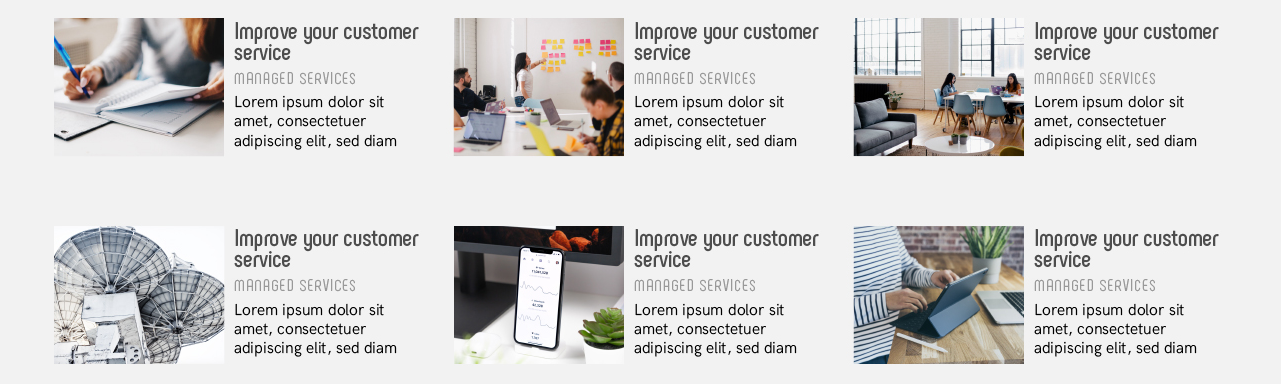 Improve your customer
service
MANAGED SERVICES
Lorem ipsum dolor sit
amet, consectetuer
adipiscing elit, sed diam
Improve your customer
service
MANAGED SERVICES
Lorem ipsum dolor sit
amet, consectetuer
adipiscing elit, sed diam
Improve your customer
service
MANAGED SERVICES
Lorem ipsum dolor sit
amet, consectetuer
adipiscing elit, sed diam
Improve your customer
service
MANAGED SERVICES
Lorem ipsum dolor sit
amet, consectetuer
adipiscing elit, sed diam
Improve your customer
service
MANAGED SERVICES
Lorem ipsum dolor sit
amet, consectetuer
adipiscing elit, sed diam
Improve your customer
service
MANAGED SERVICES
Lorem ipsum dolor sit
amet, consectetuer
adipiscing elit, sed diam